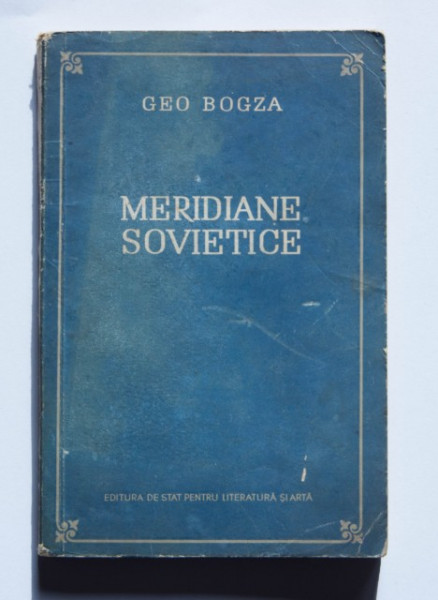 GEO BOGZA
MERIDIANE
SOVIETICE
EDITURA DE STAT PENTRU LITERATURĂ ȘI ARTĂ